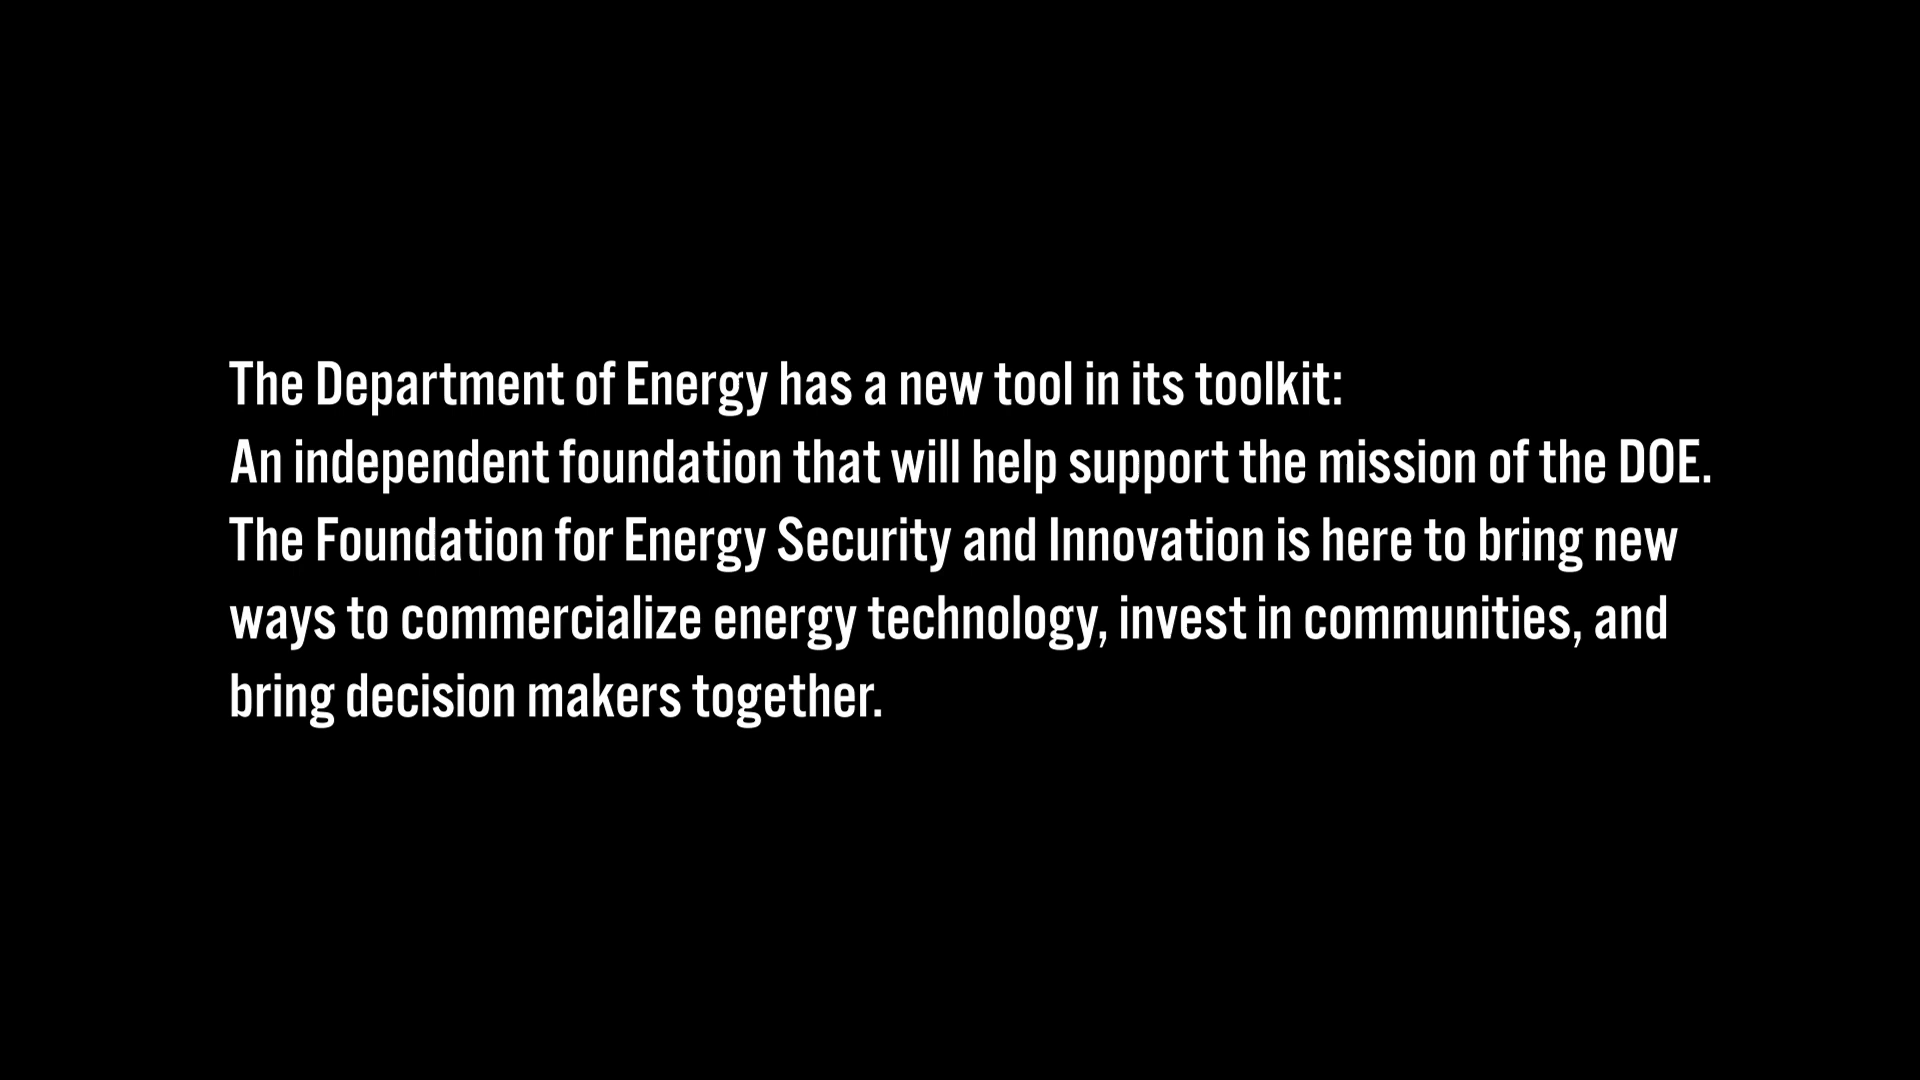 The Department of Energy has a new tool in its toolkit:
An independent foundation that will help support the mission of the DOE.
The Foundation for Energy Security and Innovation is here to bring new
ways to commercialize energy technology, invest in communities, and
bring decision makers together.